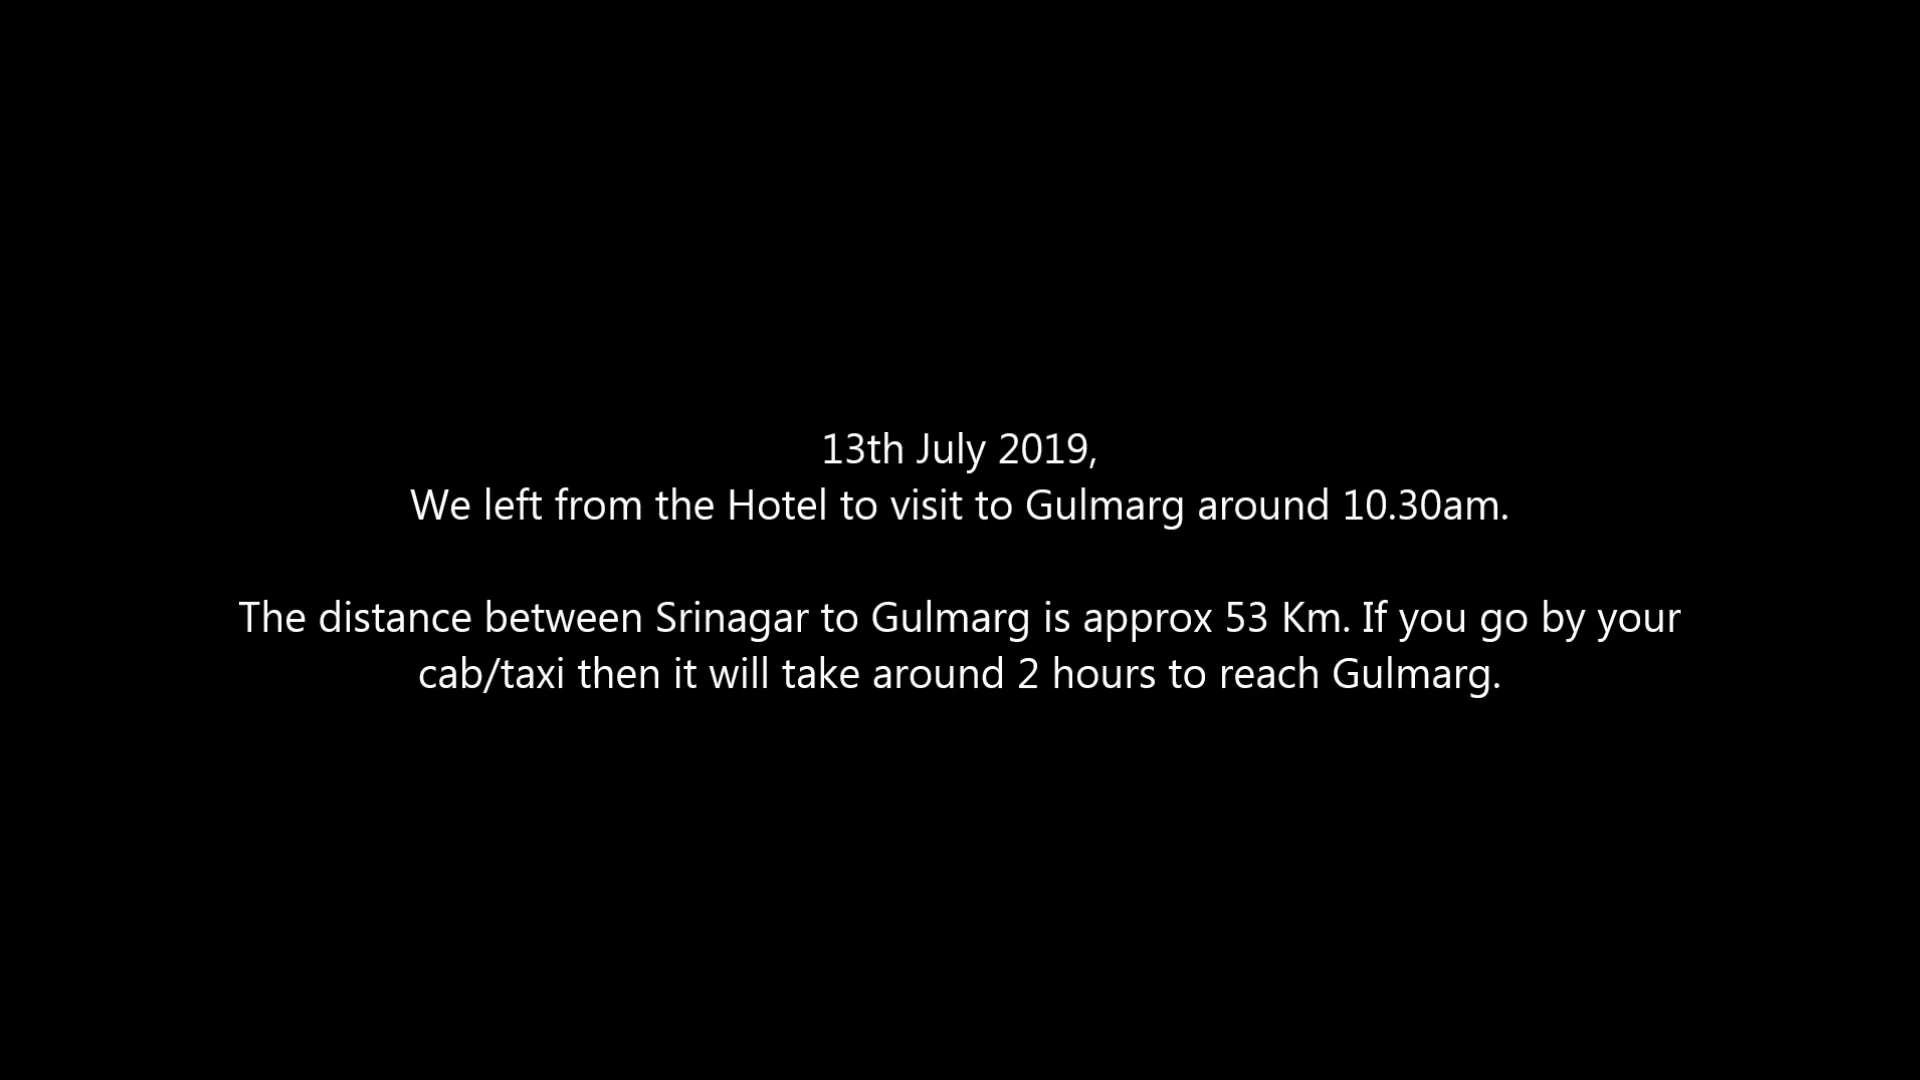 13th July 2019,
We left from the Hotel to visit to Gulmarg around 10.30am.
The distance between Srinagar to Gulmarg is approx 53 Km. If you go by your
cab/taxi then it will take around 2 hours to reach Gulmarg.